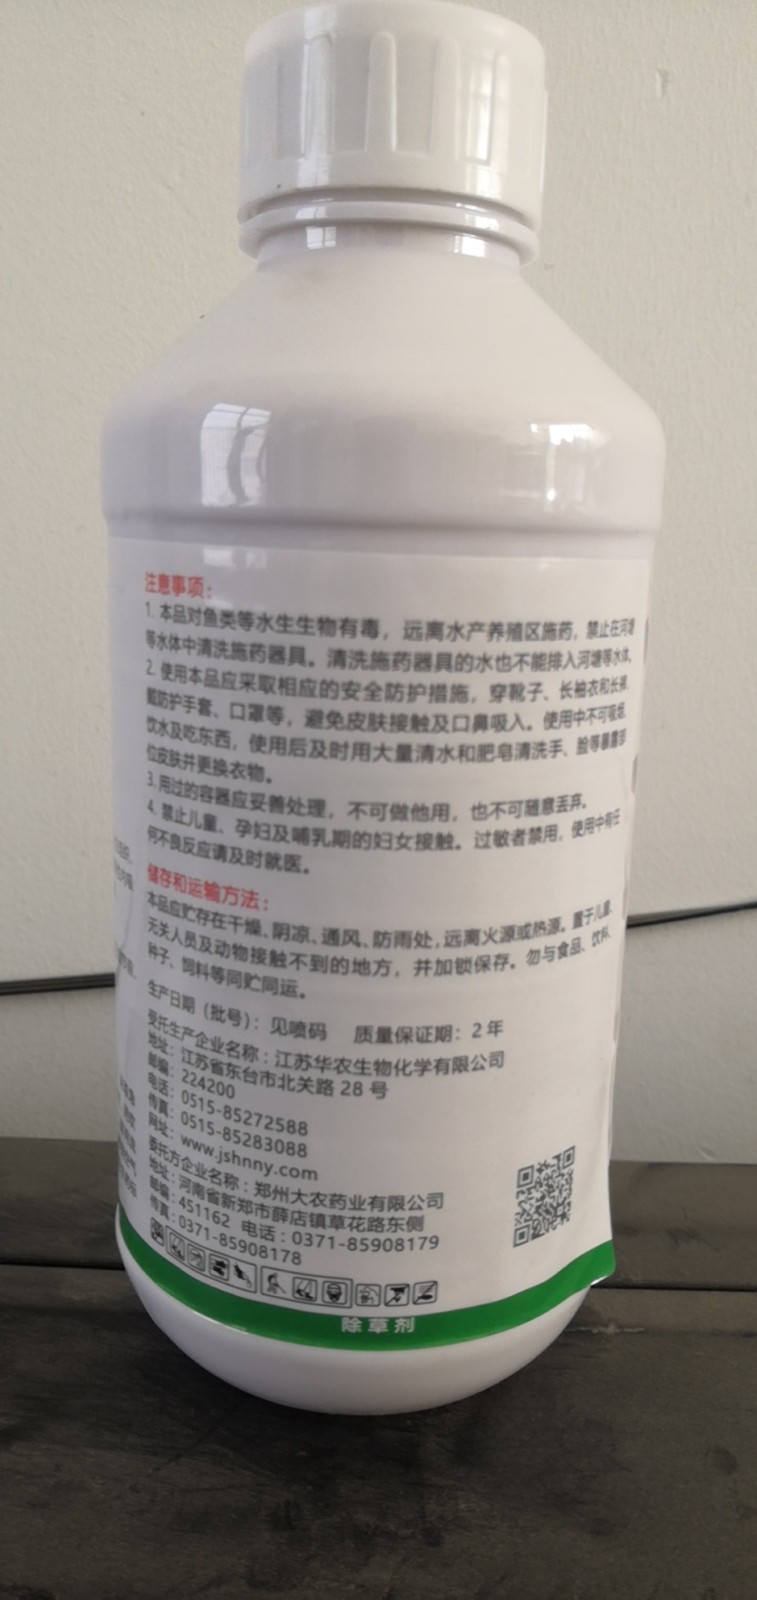 注意事项：
1. 本品对鱼类等水生生物有毒，远离水产养殖区施药，禁止在河塘
等水体中清洗施药器具。清洗施药器具的水也不能排入河塘等水体。
2. 使用本品应采取相应的安全防护措施，穿靴子、长袖衣和长裤、
戴防护手套、口罩等，避免皮肤接触及口鼻吸入。使用中不可吸烟、
饮水及吃东西，使用后及时用大量清水和肥皂清洗手、脸等暴露部
位皮肤并更换衣物。
3. 用过的容器应妥善处理，不可做他用，也不可随意丢弃。
4. 禁止儿童、孕妇及哺乳期的妇女接触。过敏者禁用，使用中有任
何不良反应请及时就医。
储存和运输方法：
本品应贮存在干燥、阴凉、通风、防雨处，远离火源或热源。置于儿童、
无关人员及动物接触不到的地方，并加锁保存。勿与食品、饮料、
种子、饲料等同贮同运。
生产日期（批号）：见喷码 质量保证期：2 年
受托生产企业名称：江苏华农生物化学有限公司
地址：江苏省东台市北关路 28 号
邮编：224200
电话：0515-85272588
传真：0515-85283088
网址：www.jshnny.com
委托方企业名称：郑州大农药业有限公司
地址：河南省新郑市薛店镇草花路东侧
邮编：451162 电话：0371-85908179
传真：0371-85908178
除草剂